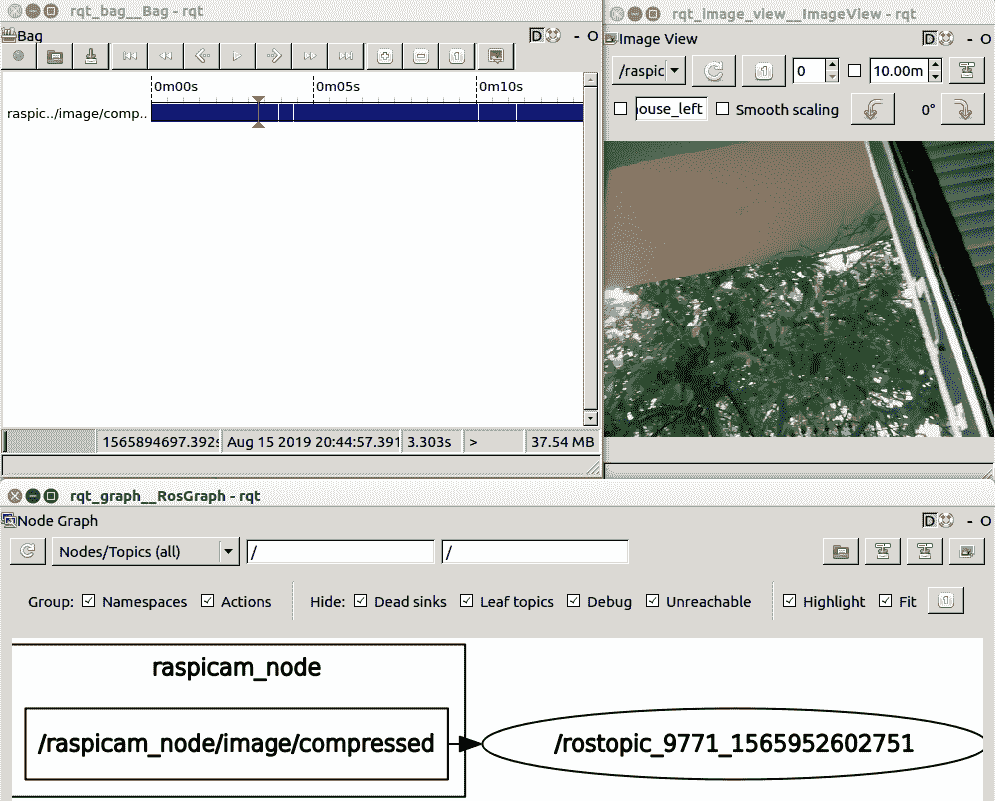 rqt_bag__Bag - rqt
Bag
D
- O
0m00s 0m05s 0m10s
raspic../image/comp..
1565894697.392s Aug 15 2019 20:44:57.391 3.303s > 37.54 MB
rqt_image_view__ImageView - rqt
Image View
D
- O
/raspic 0 10.00m
ouse_left Smooth scaling 0°
rqt_graph__RosGraph - rqt
Node Graph
D
- O
Nodes/Topics (all) / /
Group: Namespaces Actions Hide: Dead sinks Leaf topics Debug Unreachable Highlight Fit
raspicam_node
/raspicam_node/image/compressed /rostopic_9771_1565952602751